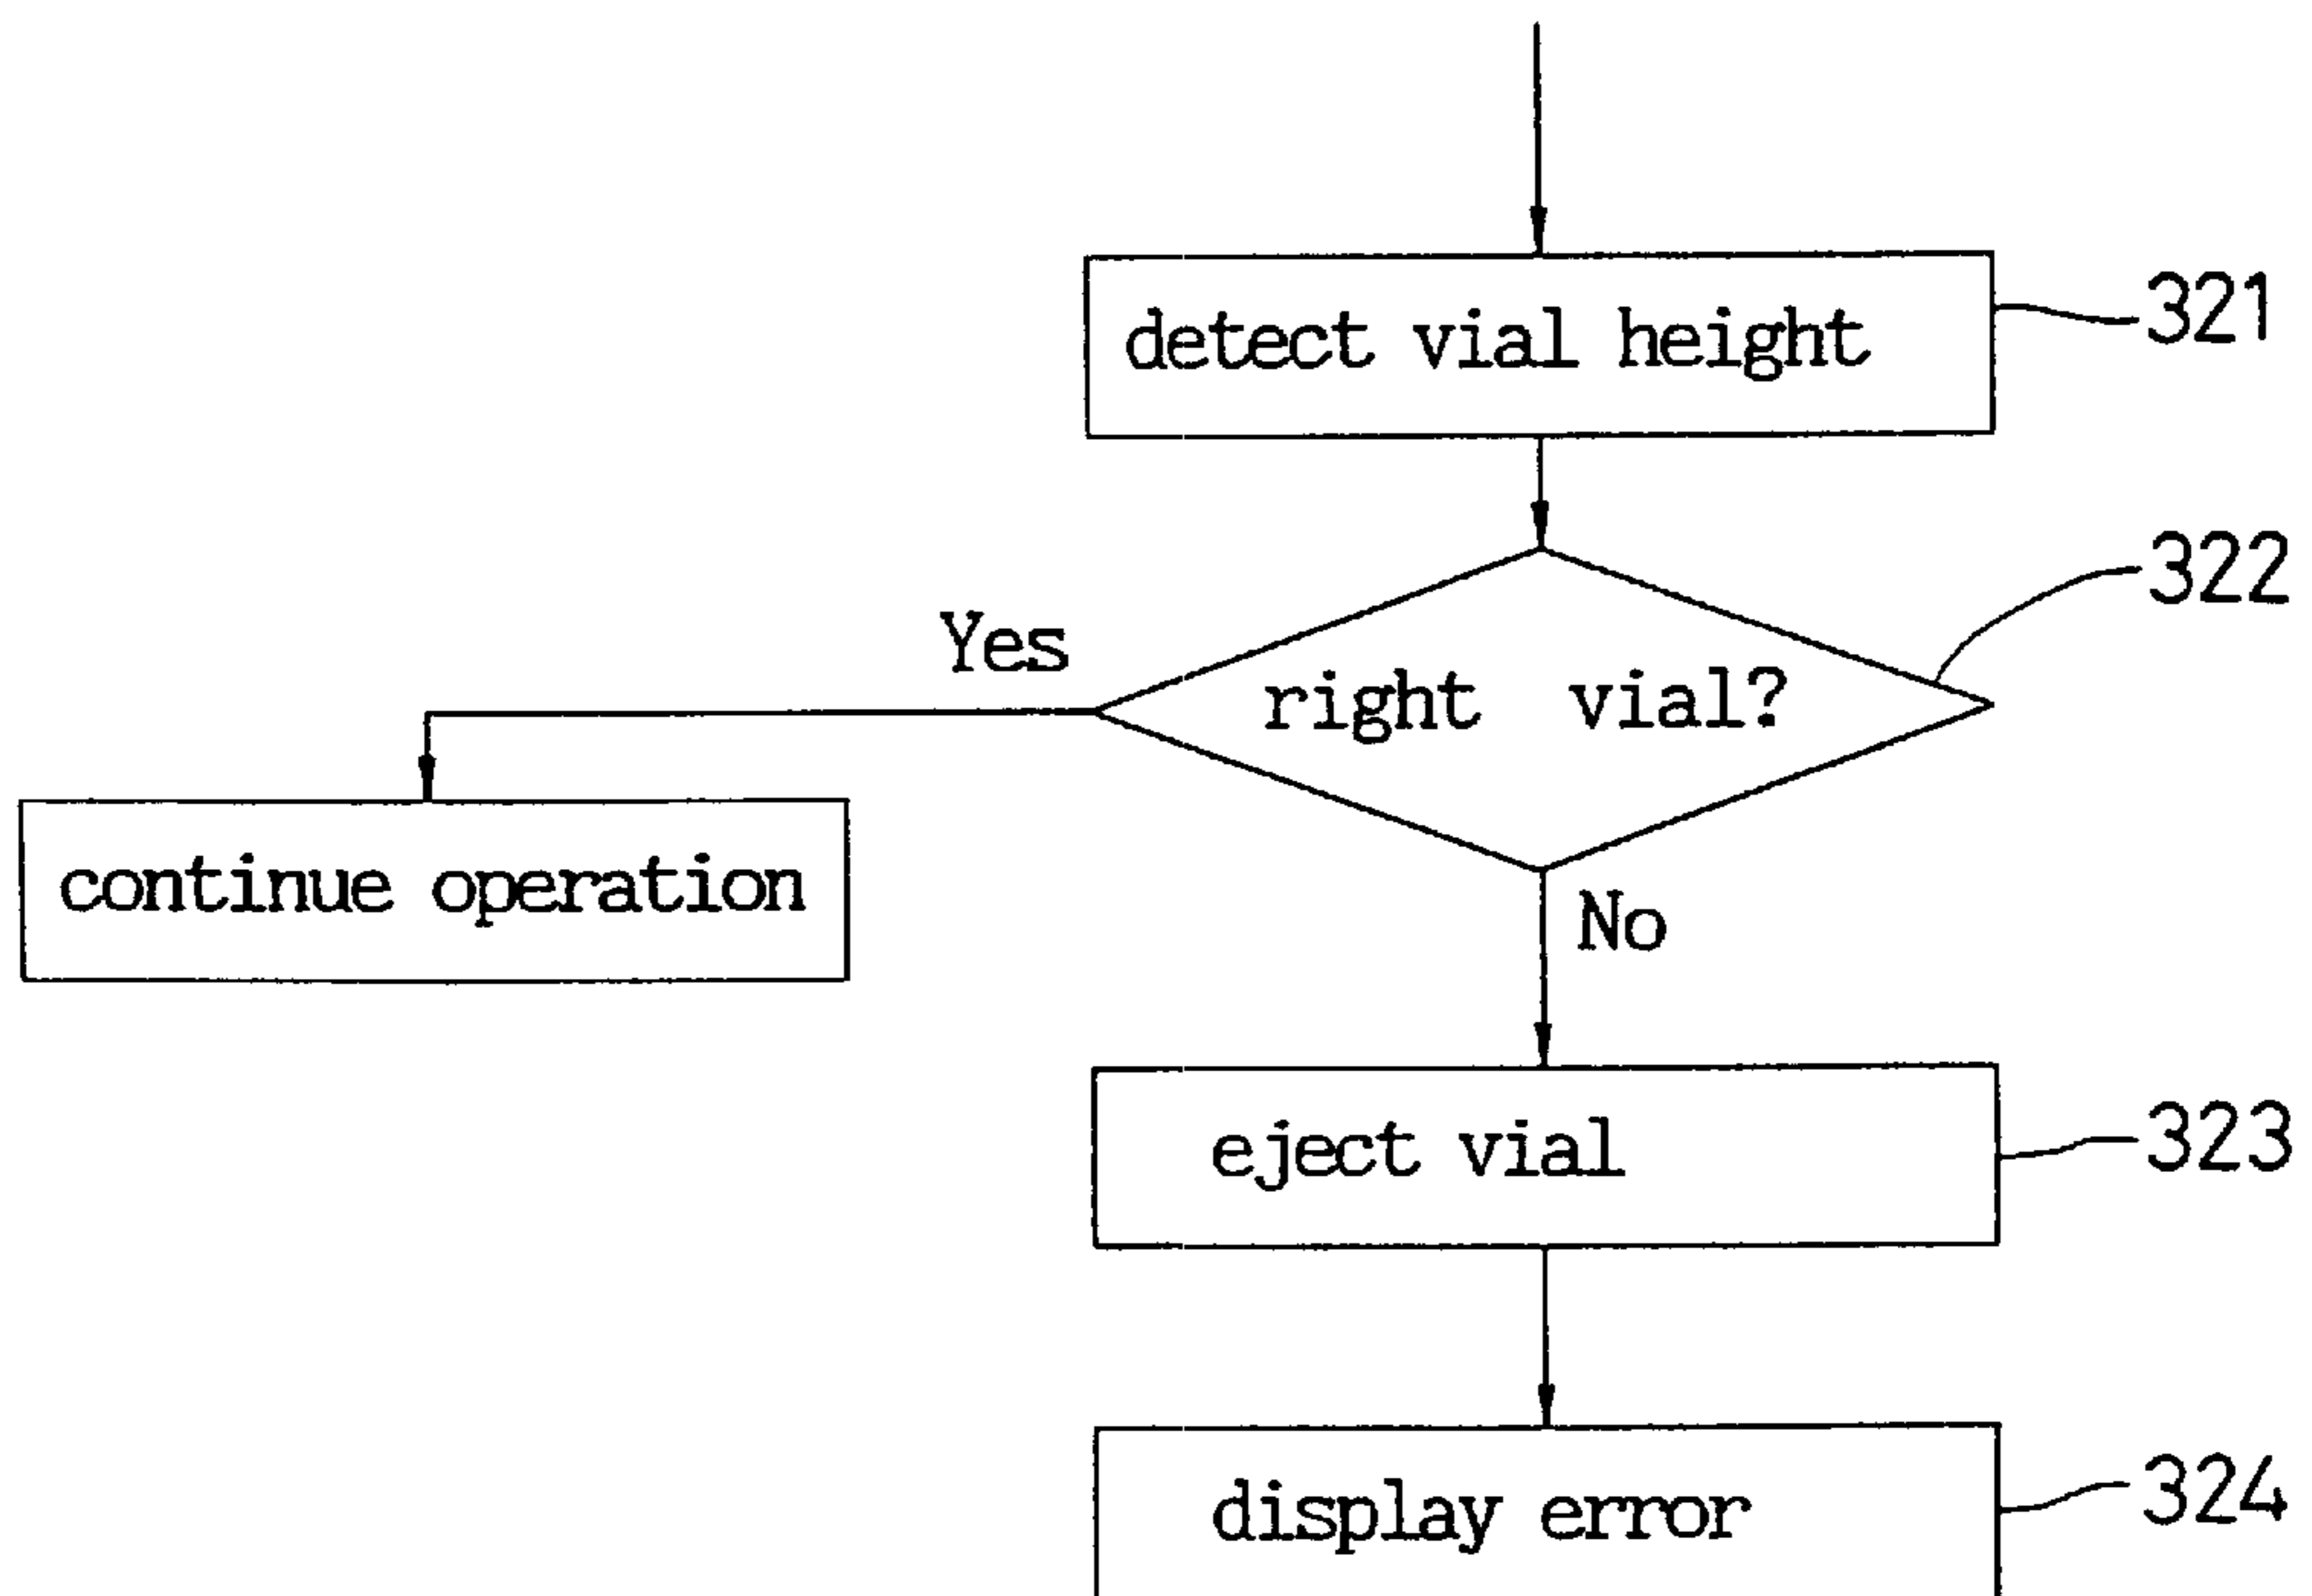 detect vial height
321
322
Yes
right vial?
continue operation
No
eject vial
323
display error
324